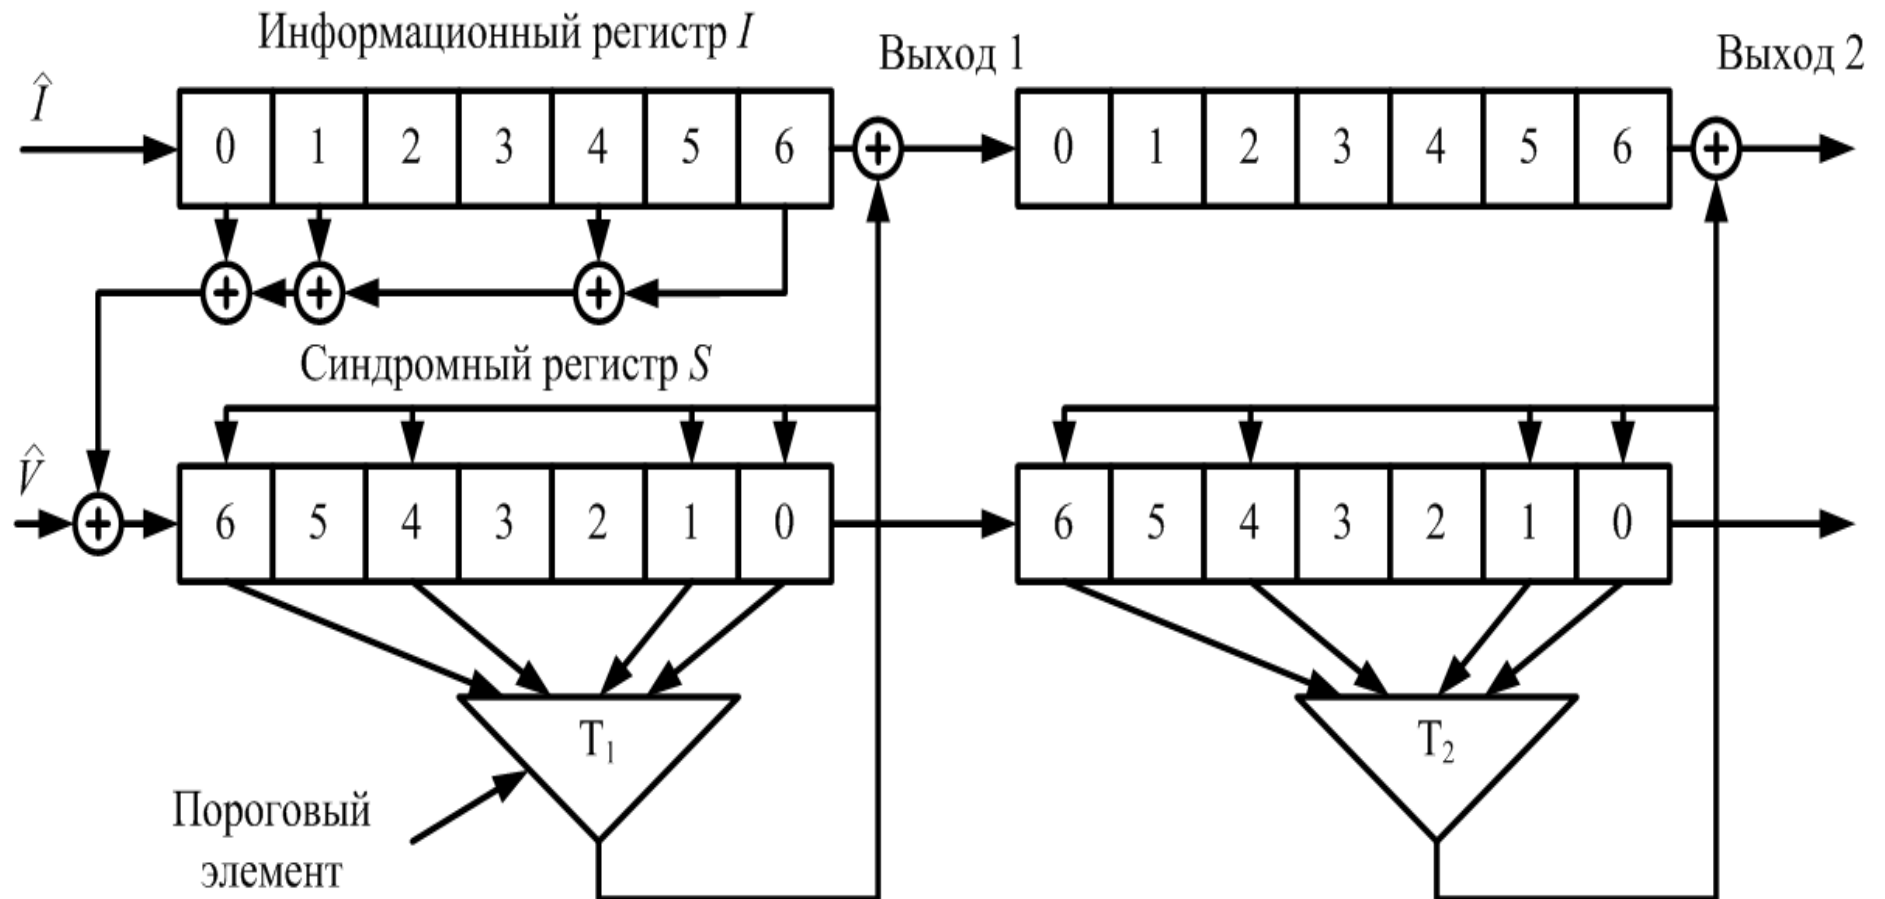 Информационный регистр I
Выход 1
Выход 2
Î
0 1 2 3 4 5 6
0 1 2 3 4 5 6
Синдромный регистр S
V̂
6 5 4 3 2 1 0
6 5 4 3 2 1 0
T₁
T₂
Пороговый
элемент